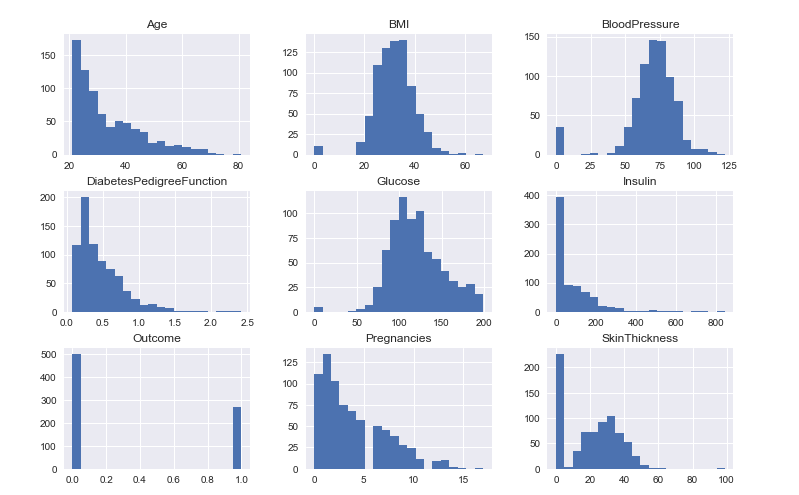 Age BMI BloodPressure
150 100 50 0
20 40 60 80
125 100 75 50 25 0
0 20 40 60
150 100 50 0
0 25 50 75 100 125
DiabetesPedigreeFunction Glucose Insulin
200 150 100 50 0
0.0 0.5 1.0 1.5 2.0 2.5
100 75 50 25 0
0 50 100 150 200
400 300 200 100 0
0 200 400 600 800
Outcome Pregnancies SkinThickness
500 400 300 200 100 0
0.0 0.2 0.4 0.6 0.8 1.0
125 100 75 50 25 0
0 5 10 15
200 150 100 50 0
0 20 40 60 80 100